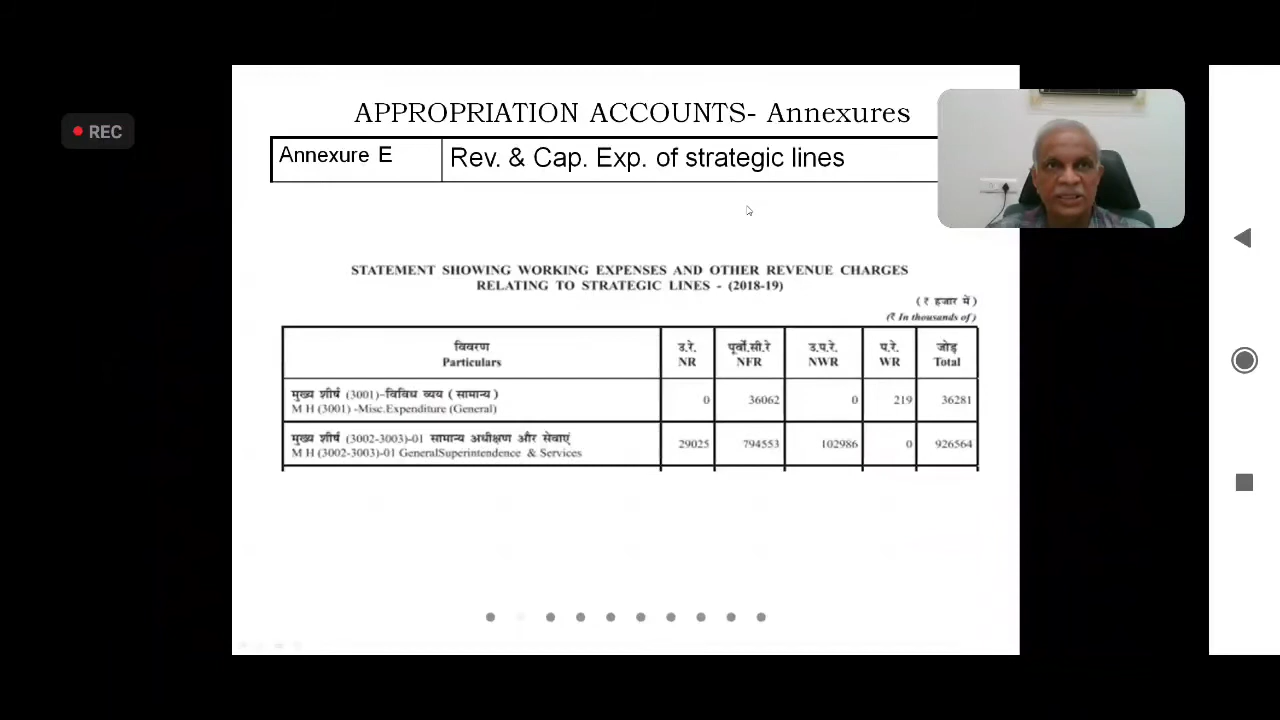 REC
APPROPRIATION ACCOUNTS- Annexures
Annexure E
Rev. & Cap. Exp. of strategic lines
STATEMENT SHOWING WORKING EXPENSES AND OTHER REVENUE CHARGES
RELATING TO STRATEGIC LINES - (2018-19)
(₹ हजार में)
(₹ In thousands of)
विवरण
Particulars
उ.रे.
NR
पूर्वो.सी.रे
NFR
उ.प.रे.
NWR
प.रे.
WR
जोड़
Total
मुख्य शीर्ष (3001)-विविध व्यय (सामान्य)
M H (3001) -Misc.Expenditure (General)
0
36062
0
219
36281
मुख्य शीर्ष (3002-3003)-01 सामान्य अधीक्षण और सेवाएं
M H (3002-3003)-01 GeneralSuperintendence & Services
29025
794553
102986
0
926564